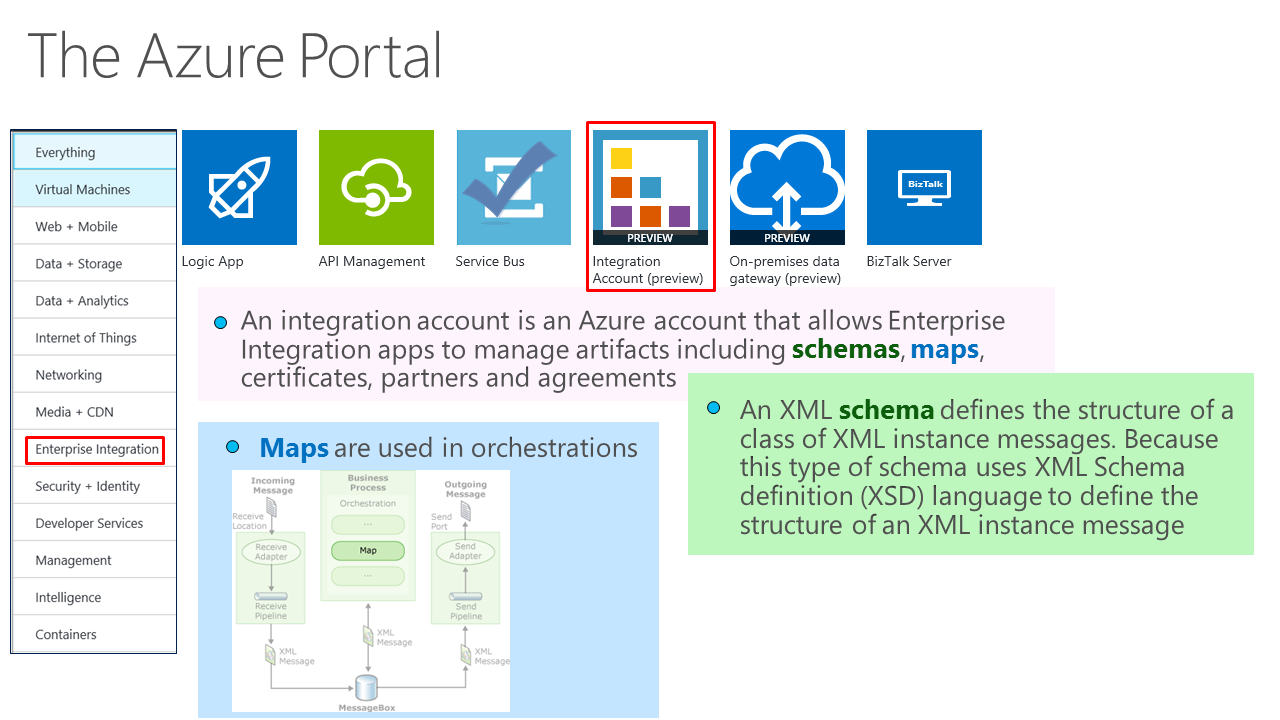 The Azure Portal
Everything
Virtual Machines
Web + Mobile
Data + Storage
Data + Analytics
Internet of Things
Networking
Media + CDN
Enterprise Integration
Security + Identity
Developer Services
Management
Intelligence
Containers
Logic App
API Management
Service Bus
PREVIEW
Integration
Account (preview)
PREVIEW
On-premises data
gateway (preview)
BizTalk
BizTalk Server
An integration account is an Azure account that allows Enterprise
Integration apps to manage artifacts including schemas, maps,
certificates, partners and agreements
An XML schema defines the structure of a
class of XML instance messages. Because
this type of schema uses XML Schema
definition (XSD) language to define the
structure of an XML instance message
Maps are used in orchestrations
Incoming
Message
Receive
Location
Receive
Adapter
Receive
Pipeline
XML
Message
Business
Process
Orchestration
...
Map
...
XML
Message
MessageBox
Outgoing
Message
Send
Port
Send
Adapter
Send
Pipeline
XML
Message